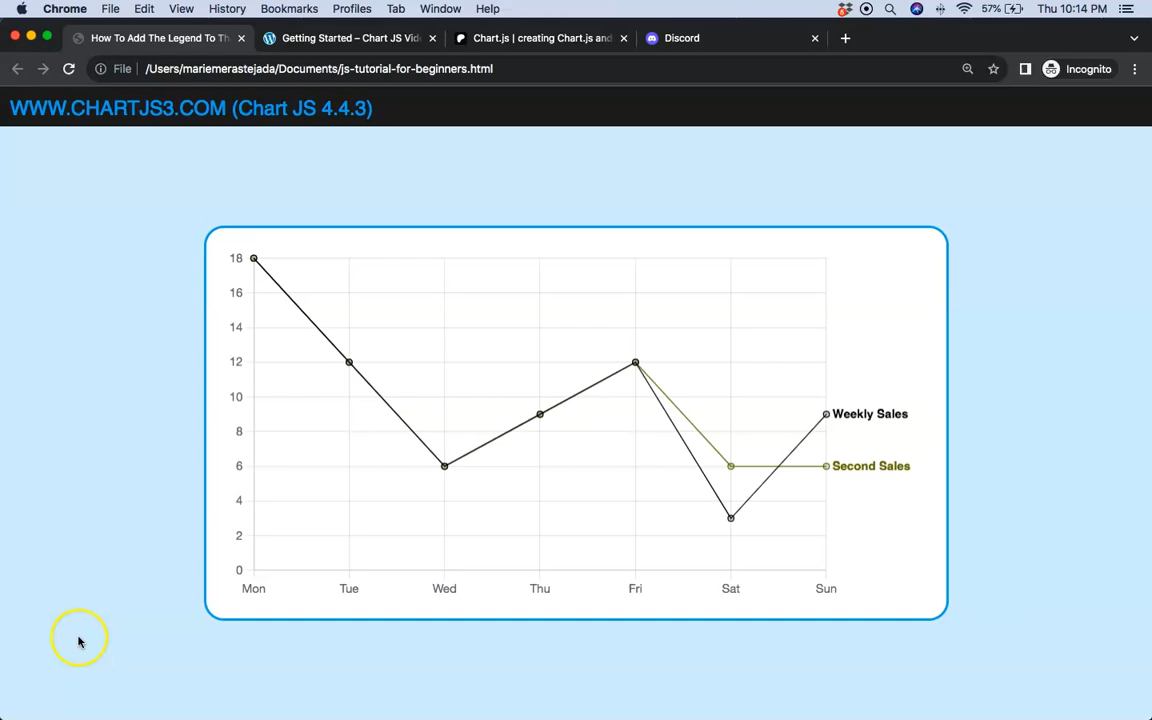 Chrome File Edit View History Bookmarks Profiles Tab Window Help 57% Thu 10:14 PM
How To Add The Legend To Th Getting Started – Chart JS Vid Chart.js | creating Chart.js and Discord
File /Users/mariemerastejada/Documents/js-tutorial-for-beginners.html Incognito
WWW.CHARTJS3.COM (Chart JS 4.4.3)
18
16
14
12
10
Weekly Sales
8
6 Second Sales
4
2
0
Mon Tue Wed Thu Fri Sat Sun